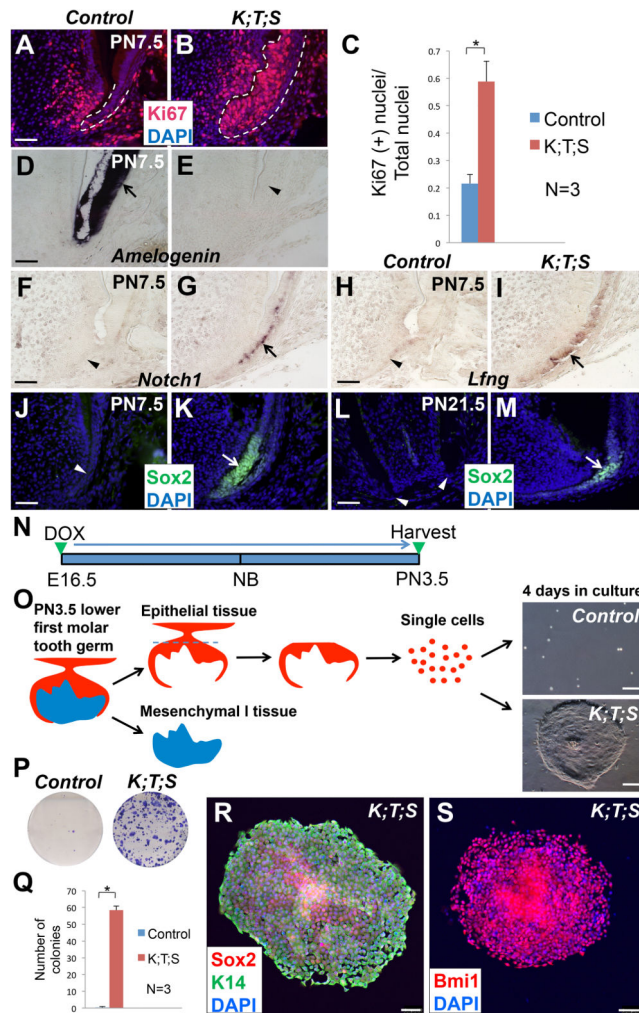 Control
K;T;S
A
PN7.5
B
Ki67
DAPI
C
Ki67 (+) nuclei/
Total nuclei
0.7
0.6
0.5
0.4
0.3
0.2
0.1
0
*
Control
K;T;S
N=3
D
PN7.5
E
Amelogenin
Control
K;T;S
F
PN7.5
G
Notch1
H
PN7.5
I
Lfng
J
PN7.5
K
Sox2
DAPI
L
PN21.5
M
Sox2
DAPI
N
DOX
Harvest
E16.5
NB
PN3.5
O
PN3.5 lower
first molar
tooth germ
Epithelial tissue
Mesenchymal I tissue
Single cells
4 days in culture
Control
K;T;S
P
Control
K;T;S
Q
Number of
colonies
70
60
50
40
30
20
10
0
*
Control
K;T;S
N=3
R
K;T;S
Sox2
K14
DAPI
S
K;T;S
Bmi1
DAPI